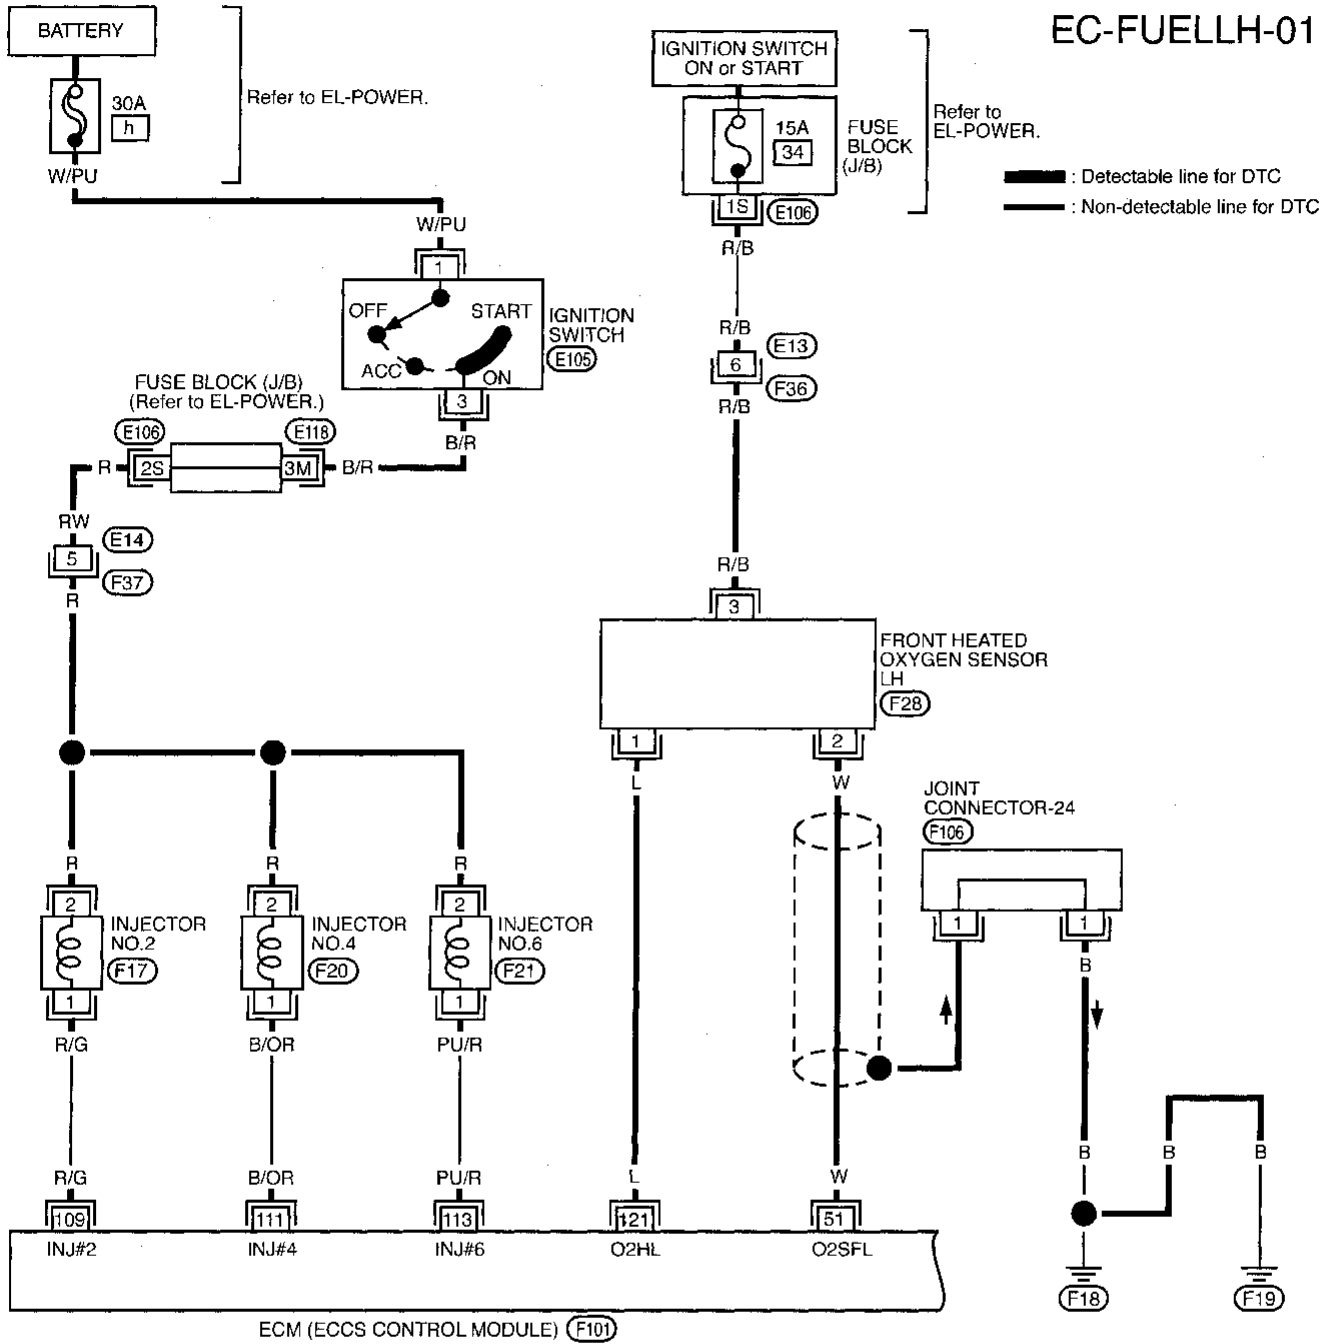 EC-FUELLH-01
BATTERY
30A
h
W/PU
Refer to EL-POWER.
IGNITION SWITCH
ON or START
15A
34
FUSE
BLOCK
(J/B)
Refer to
EL-POWER.
1S
E106
R/B
: Detectable line for DTC
: Non-detectable line for DTC
W/PU
1
OFF
START
ACC
ON
IGNITION
SWITCH
E105
3
B/R
R/B
6
E13
F36
R/B
FUSE BLOCK (J/B)
(Refer to EL-POWER.)
E106
E118
R
2S
3M
B/R
RW
5
E14
F37
R
R/B
3
FRONT HEATED
OXYGEN SENSOR
LH
F28
1
2
L
W
JOINT
CONNECTOR-24
F106
1
1
B
R
R
R
2
2
2
INJECTOR
NO.2
F17
INJECTOR
NO.4
F20
INJECTOR
NO.6
F21
1
1
1
R/G
B/OR
PU/R
R/G
B/OR
PU/R
L
W
B
B
B
109
111
113
121
51
INJ#2
INJ#4
INJ#6
O2HL
O2SFL
F18
F19
ECM (ECCS CONTROL MODULE)
F101